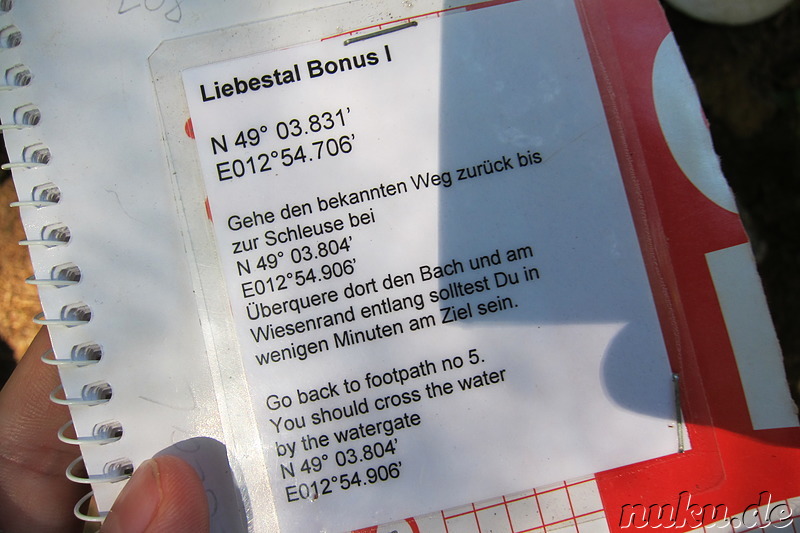 Liebestal Bonus I
N 49° 03.831'
E012°54.706'
Gehe den bekannten Weg zurück bis
zur Schleuse bei
N 49° 03.804'
E012°54.906'
Überquere dort den Bach und am
Wiesenrand entlang solltest Du in
wenigen Minuten am Ziel sein.
Go back to footpath no 5.
You should cross the water
by the watergate
N 49° 03.804'
E012°54.906'
nuku.de